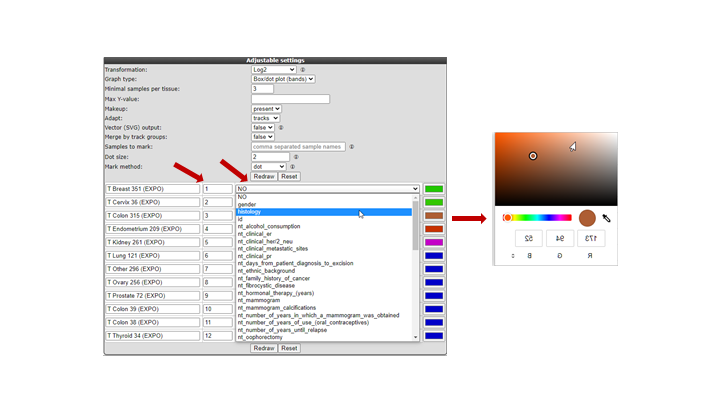 Adjustable settings
Transformation: Log2
Graph type: Box/dot plot (bands)
Minimal samples per tissue: 3
Max Y-value:
Makeup: present
Adapt: tracks
Vector (SVG) output: false
Merge by track groups: false
Samples to mark: comma separated sample names
Dot size: 2
Mark method: dot
Redraw Reset
T Breast 351 (EXPO) 1 NO
T Cervix 36 (EXPO) 2
T Colon 315 (EXPO) 3
T Endometrium 209 (EXPO) 4
T Kidney 261 (EXPO) 5
T Lung 121 (EXPO) 6
T Other 296 (EXPO) 7
T Ovary 256 (EXPO) 8
T Prostate 72 (EXPO) 9
T Colon 39 (EXPO) 10
T Colon 38 (EXPO) 11
T Thyroid 34 (EXPO) 12
NO
gender
histology
id
nt_alcohol_consumption
nt_clinical_er
nt_clinical_her/2_neu
nt_clinical_metastatic_sites
nt_clinical_pr
nt_days_from_patient_diagnosis_to_excision
nt_ethnic_background
nt_family_history_of_cancer
nt_fibrocystic_disease
nt_hormonal_therapy_(years)
nt_mammogram
nt_mammogram_calcifications
nt_number_of_years_in_which_a_mammogram_was_obtained
nt_number_of_years_of_use_(oral_contraceptives)
nt_number_of_years_until_relapse
nt_oophorectomy
Redraw Reset
52 94 173
B G R